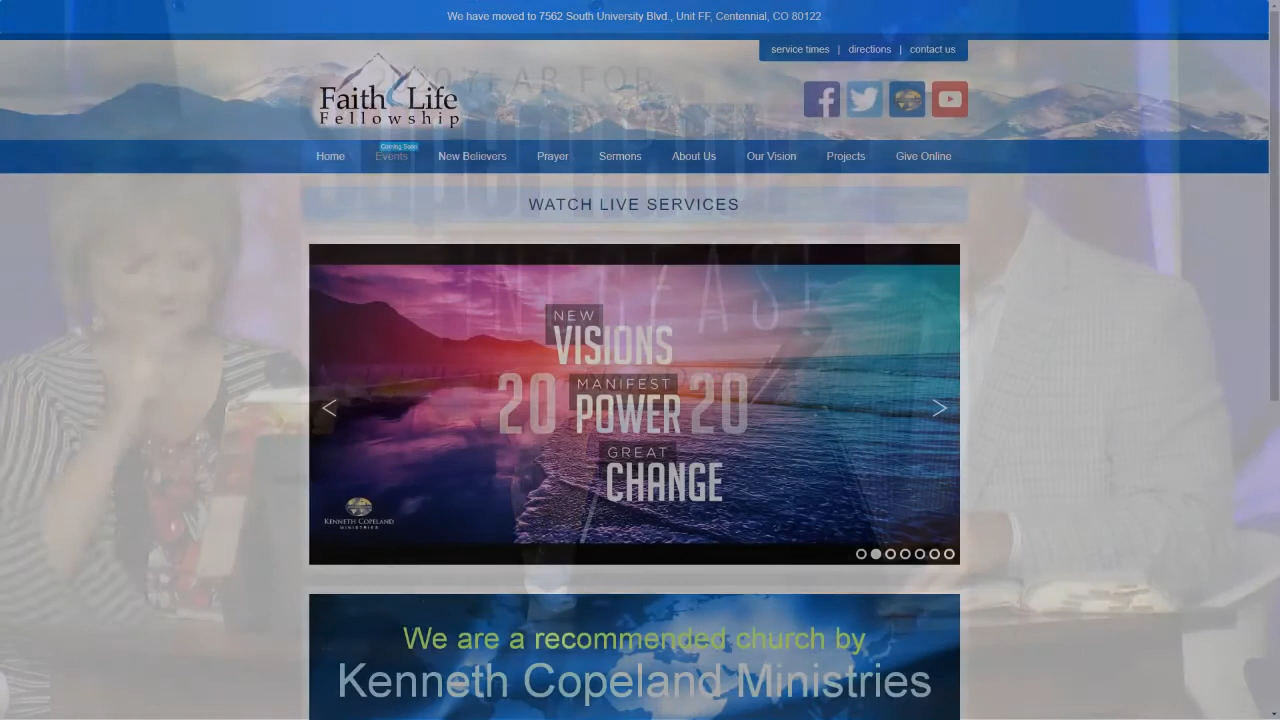 We have moved to 7562 South University Blvd., Unit FF, Centennial, CO 80122
service times | directions | contact us
2020 YEAR FOR
Faith Life
Fellowship
Coming Soon
Home Events New Believers Prayer Sermons About Us Our Vision Projects Give Online
WATCH LIVE SERVICES
NEW
VISIONS
20 MANIFEST 20
POWER
GREAT
CHANGE
KENNETH COPELAND
MINISTRIES
We are a recommended church by
Kenneth Copeland Ministries